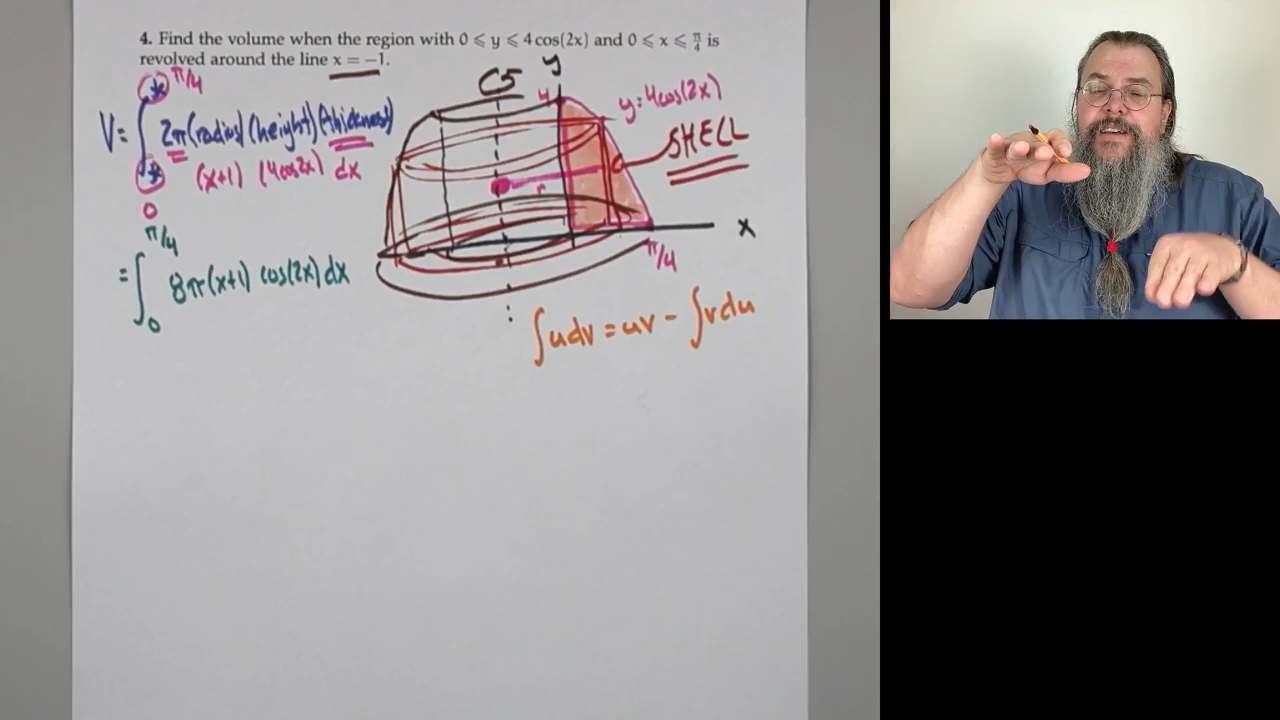 4. Find the volume when the region with 0 ⩽ y ⩽ 4 cos(2x) and 0 ⩽ x ⩽ π/4 is
revolved around the line x = −1.
V = ∫ 2π(radius)(height)(thickness)
π/4
0
(x+1) (4cos2x) dx
= ∫ 8π(x+1) cos(2x) dx
π/4
0
y
4
y=4cos(2x)
SHELL
r
x
π/4
∫udv = uv − ∫vdu